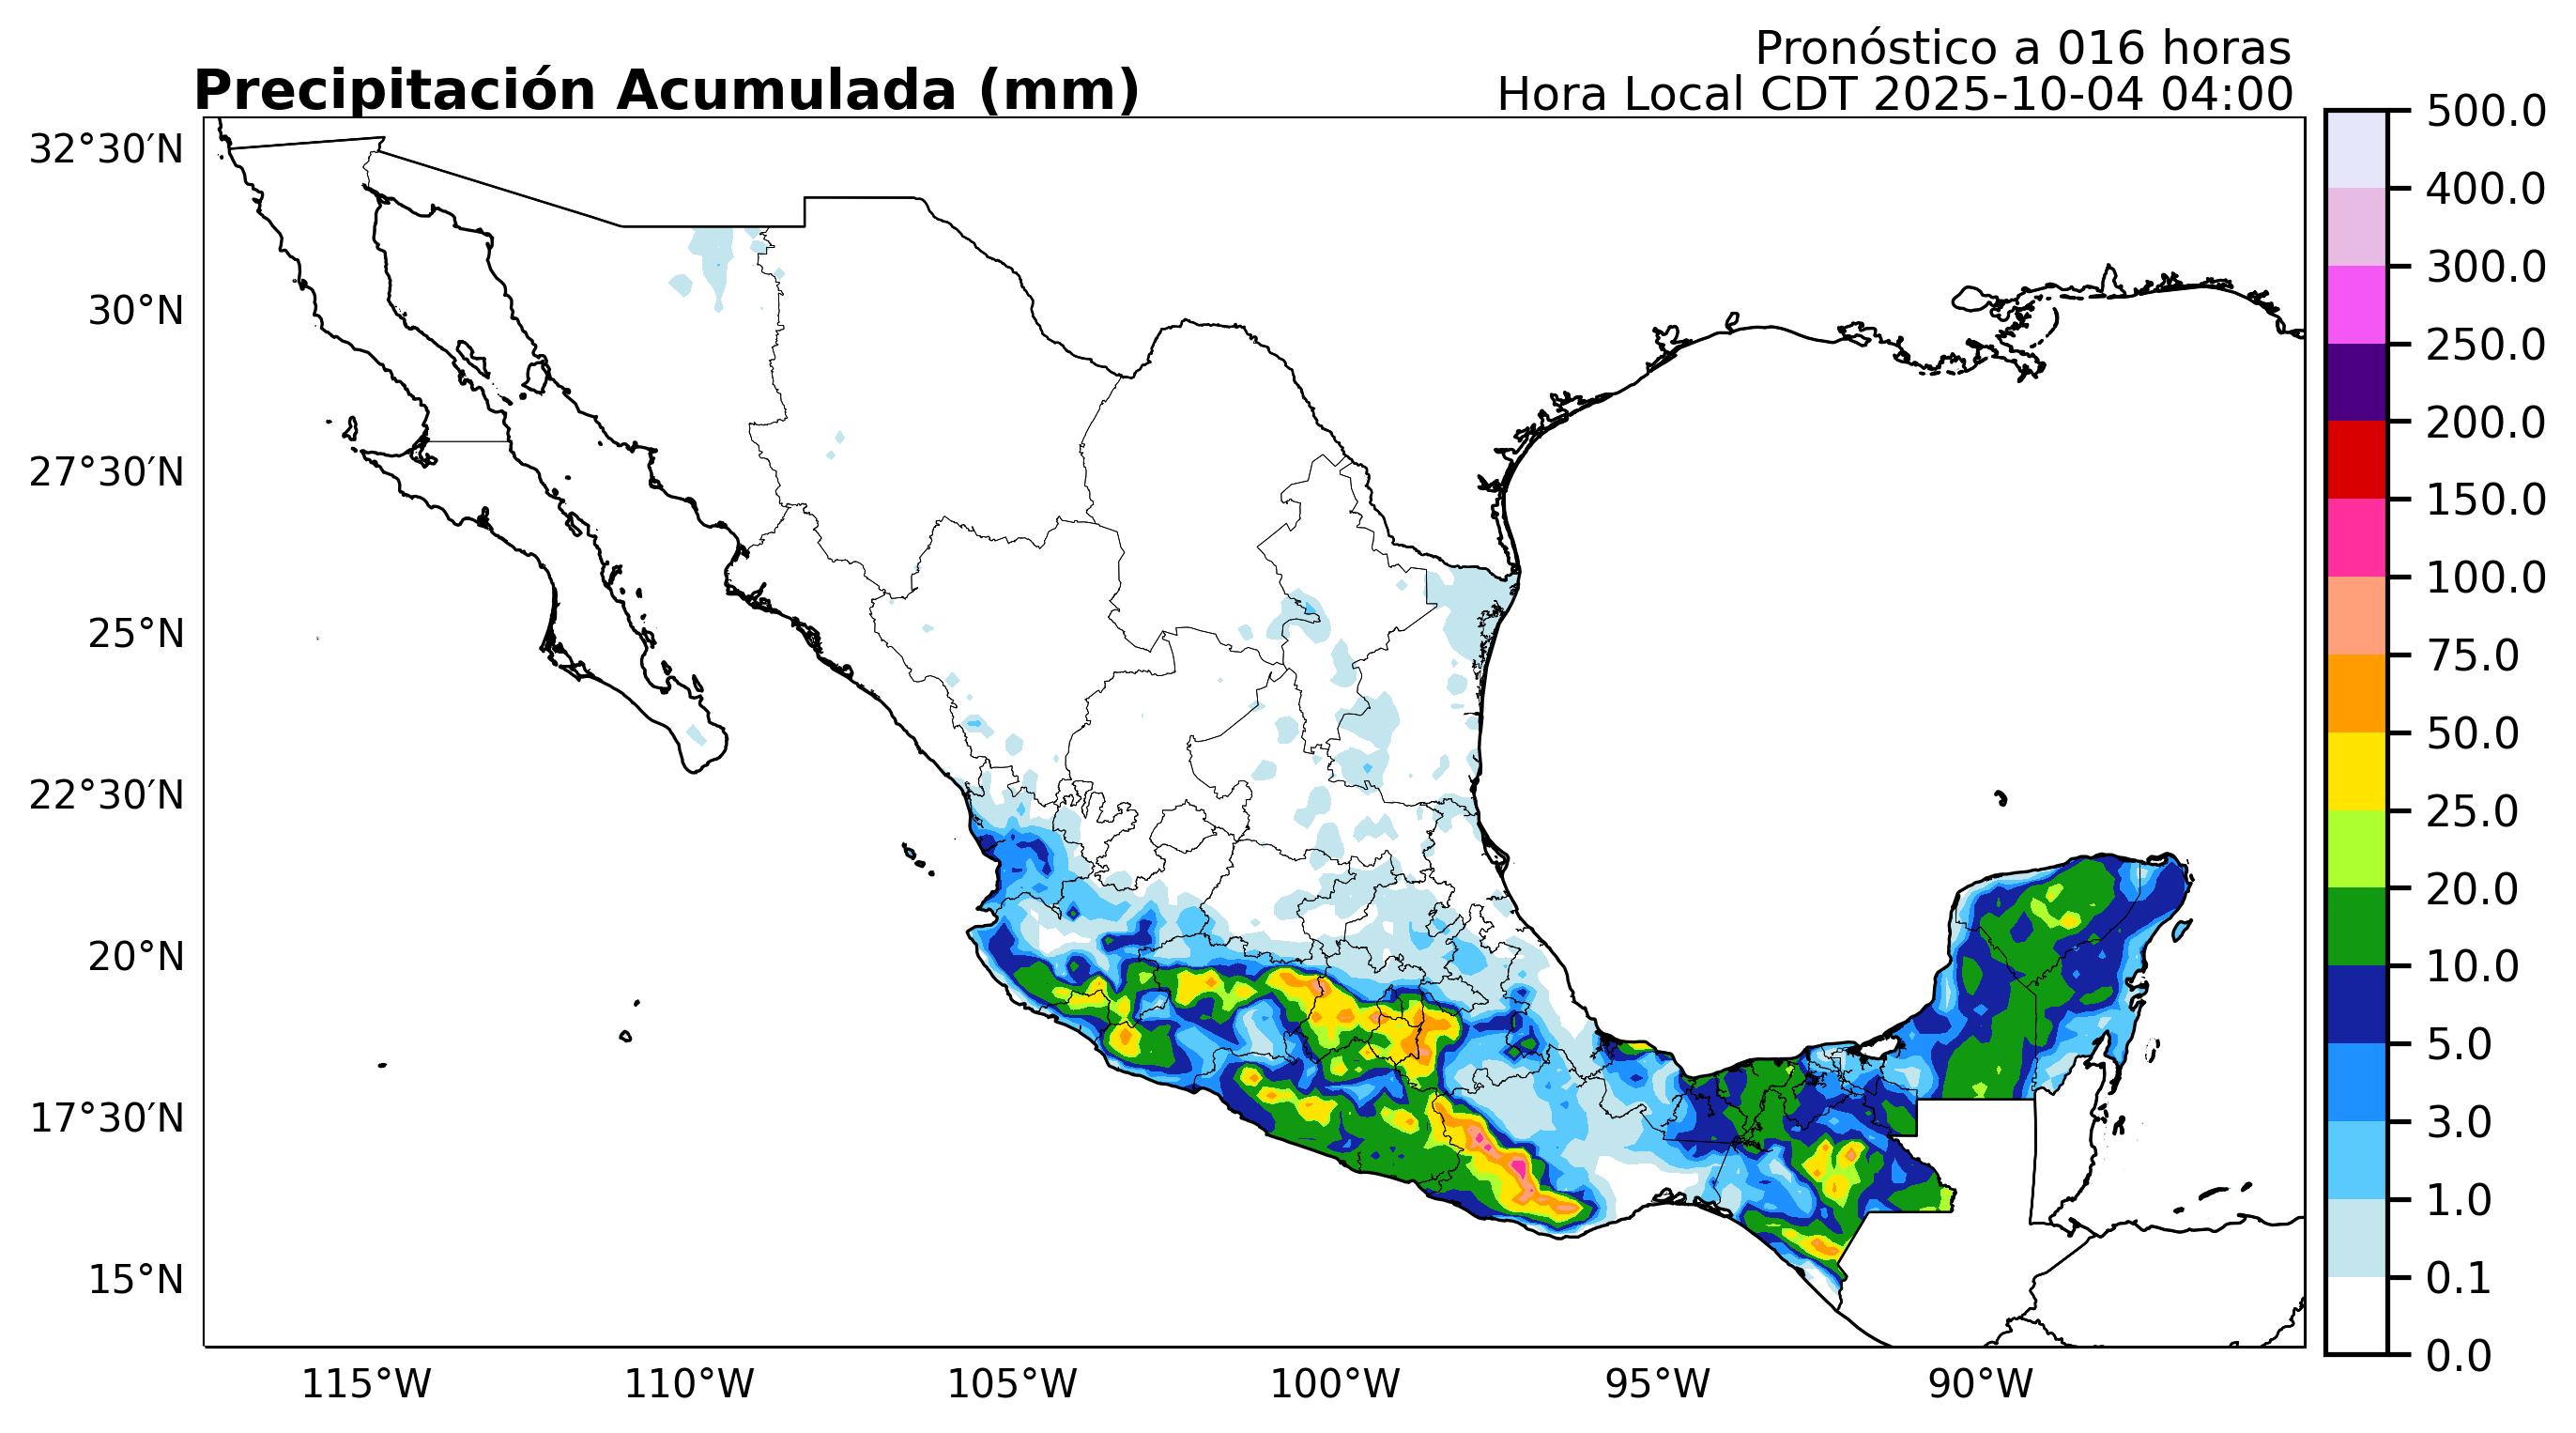 Pronóstico a 016 horas
Precipitación Acumulada (mm)
Hora Local CDT 2025-10-04 04:00
32°30′N
30°N
27°30′N
25°N
22°30′N
20°N
17°30′N
15°N
115°W
110°W
105°W
100°W
95°W
90°W
500.0
400.0
300.0
250.0
200.0
150.0
100.0
75.0
50.0
25.0
20.0
10.0
5.0
3.0
1.0
0.1
0.0